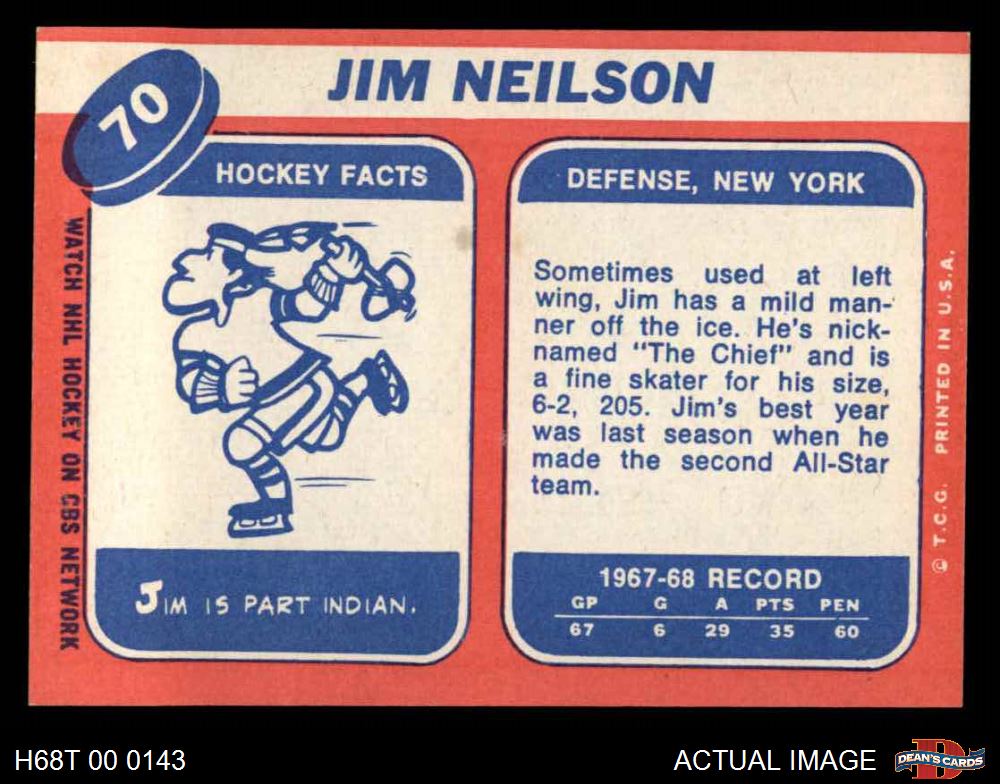 JIM NEILSON
70
HOCKEY FACTS
JIM IS PART INDIAN.
WATCH NHL HOCKEY ON CBS NETWORK
DEFENSE, NEW YORK
Sometimes used at left
wing, Jim has a mild man-
ner off the ice. He's nick-
named "The Chief" and is
a fine skater for his size,
6-2, 205. Jim's best year
was last season when he
made the second All-Star
team.
1967-68 RECORD
GP G A PTS PEN
67 6 29 35 60
© T.C.G. PRINTED IN U.S.A.
H68T 00 0143
ACTUAL IMAGE
D
DEAN'S CARDS